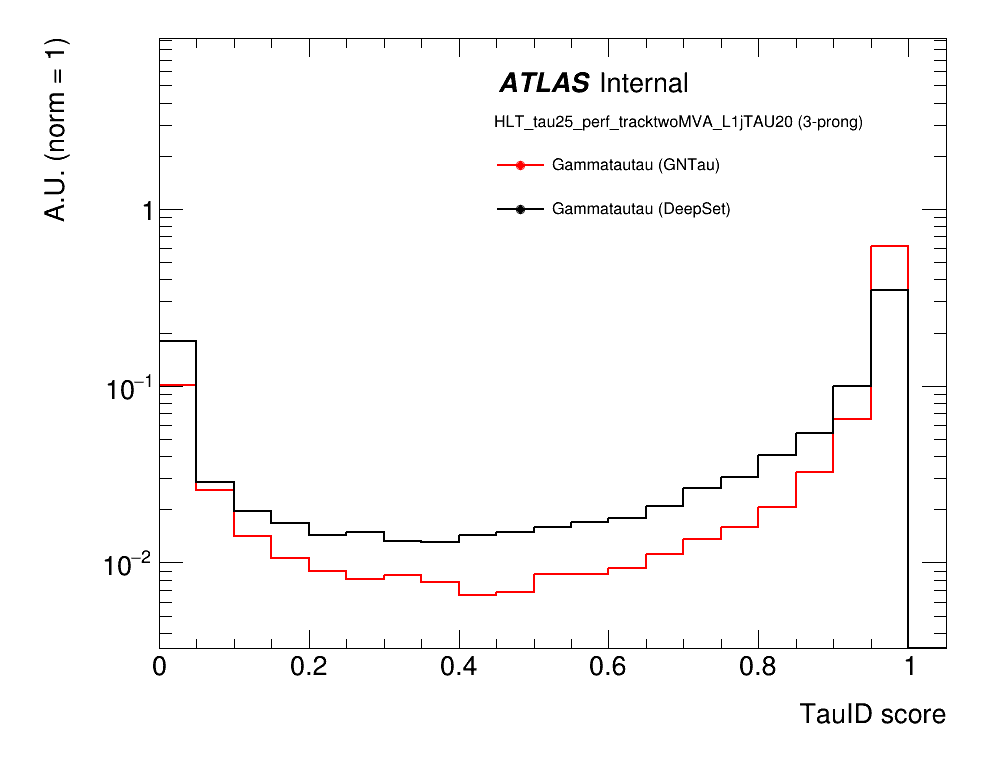 A.U. (norm = 1)
ATLAS Internal
HLT_tau25_perf_tracktwoMVA_L1jTAU20 (3-prong)
Gammatautau (GNTau)
Gammatautau (DeepSet)
1
10⁻¹
10⁻²
0 0.2 0.4 0.6 0.8 1
TauID score